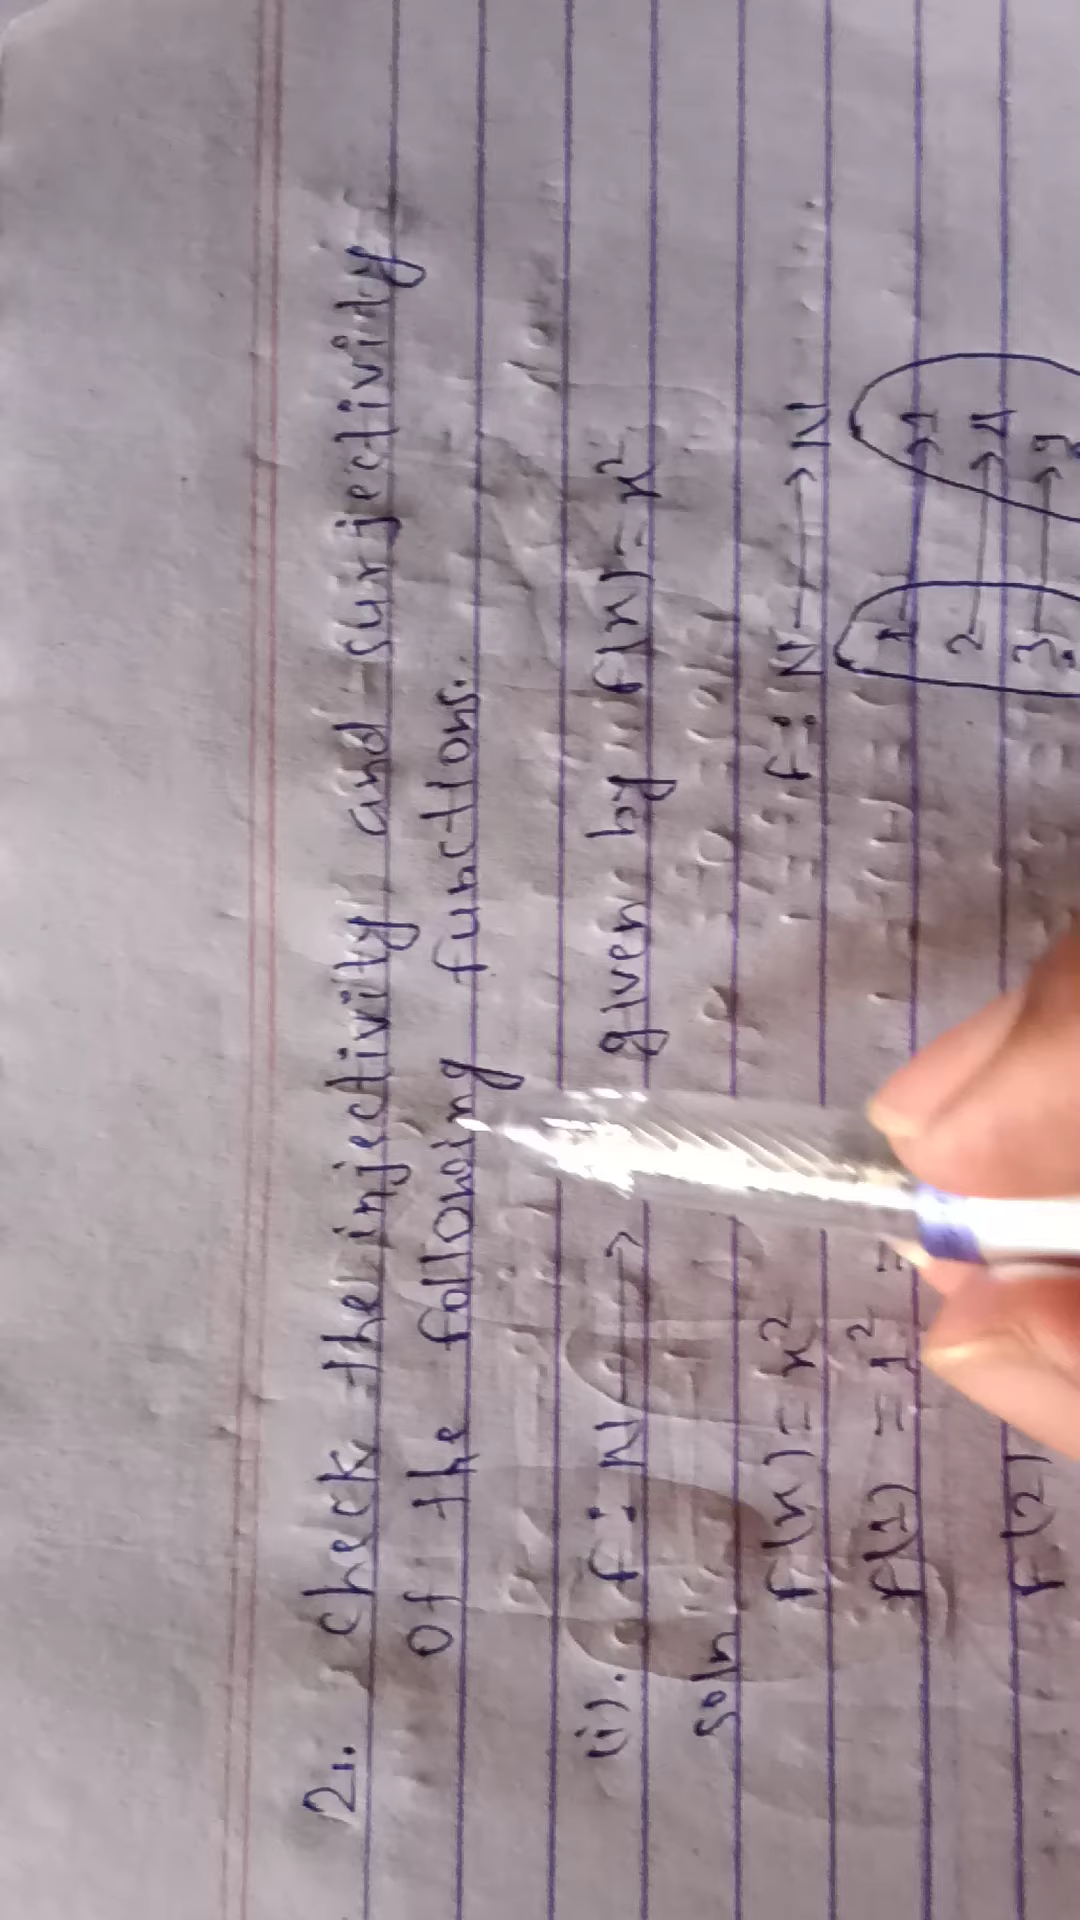 2. check the injectivity and surjectivity
of the following functions.
(i). f: N → given by f(x) = x²
soln
f(x) = x² f: N → N
f(1) = 1² = 1 → 1
2 → 4
f(2) 3 → 9